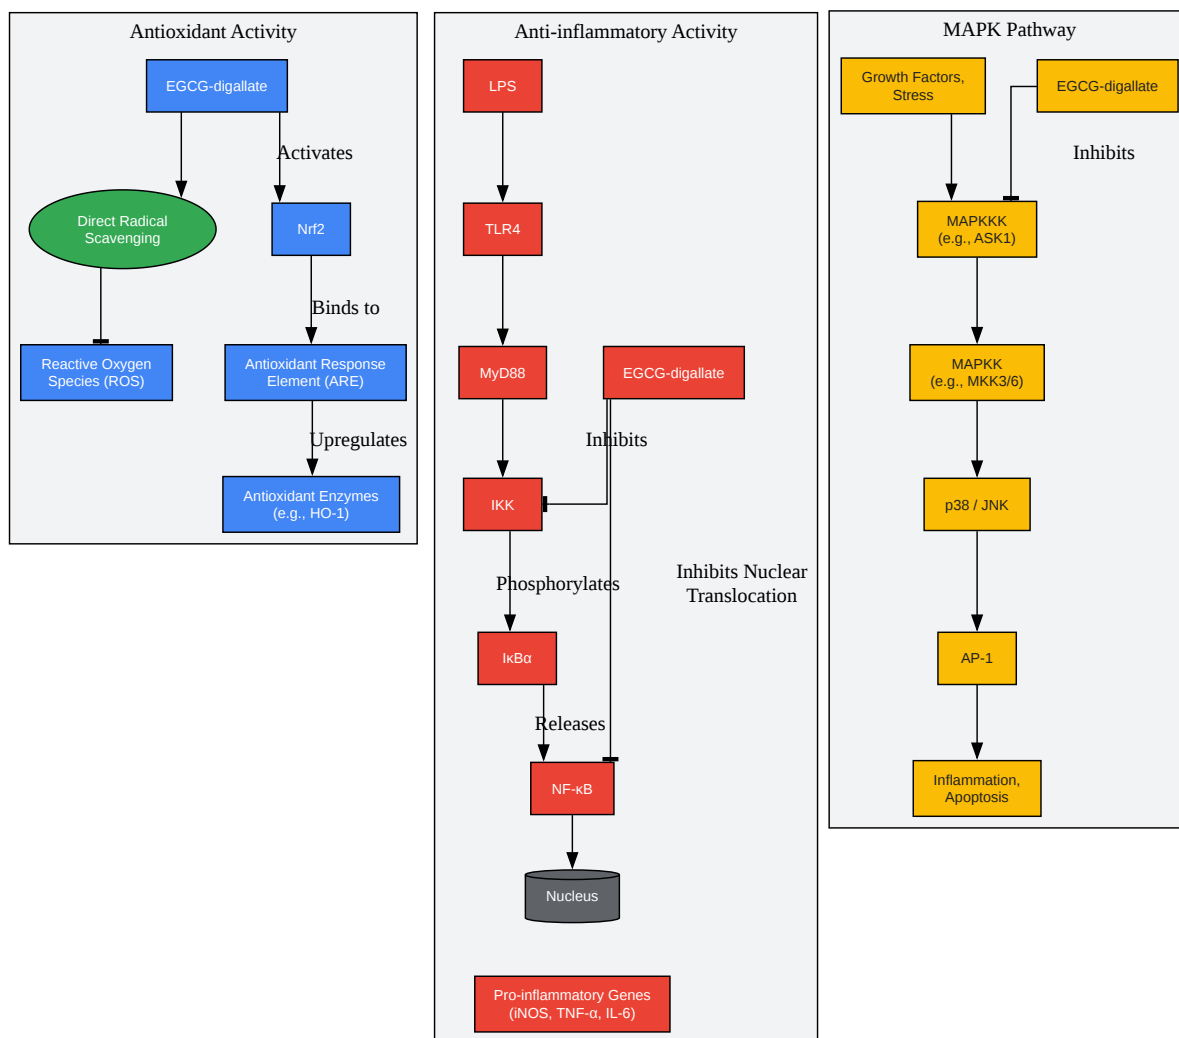 Antioxidant Activity
EGCG-digallate
Activates
Direct Radical
Scavenging
Nrf2
Binds to
Reactive Oxygen
Species (ROS)
Antioxidant Response
Element (ARE)
Upregulates
Antioxidant Enzymes
(e.g., HO-1)
Anti-inflammatory Activity
LPS
TLR4
MyD88
EGCG-digallate
Inhibits
IKK
Phosphorylates
Inhibits Nuclear
Translocation
IκBα
Releases
NF-κB
Nucleus
Pro-inflammatory Genes
(iNOS, TNF-α, IL-6)
MAPK Pathway
Growth Factors,
Stress
EGCG-digallate
Inhibits
MAPKKK
(e.g., ASK1)
MAPKK
(e.g., MKK3/6)
p38 / JNK
AP-1
Inflammation,
Apoptosis